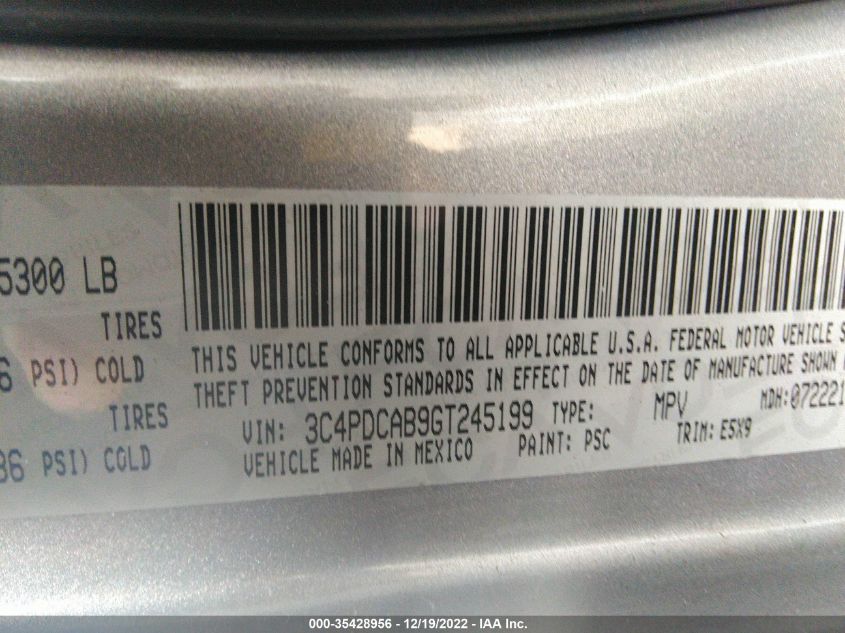 5300 LB
TIRES
6 PSI) COLD
TIRES
36 PSI) COLD
THIS VEHICLE CONFORMS TO ALL APPLICABLE U.S.A. FEDERAL MOTOR VEHICLE S
THEFT PREVENTION STANDARDS IN EFFECT ON THE DATE OF MANUFACTURE SHOWN
VIN: 3C4PDCAB9GT245199 TYPE: MPV MDH:072221
VEHICLE MADE IN MEXICO PAINT: PSC TRIM: E5X9
000-35428956 - 12/19/2022 - IAA Inc.